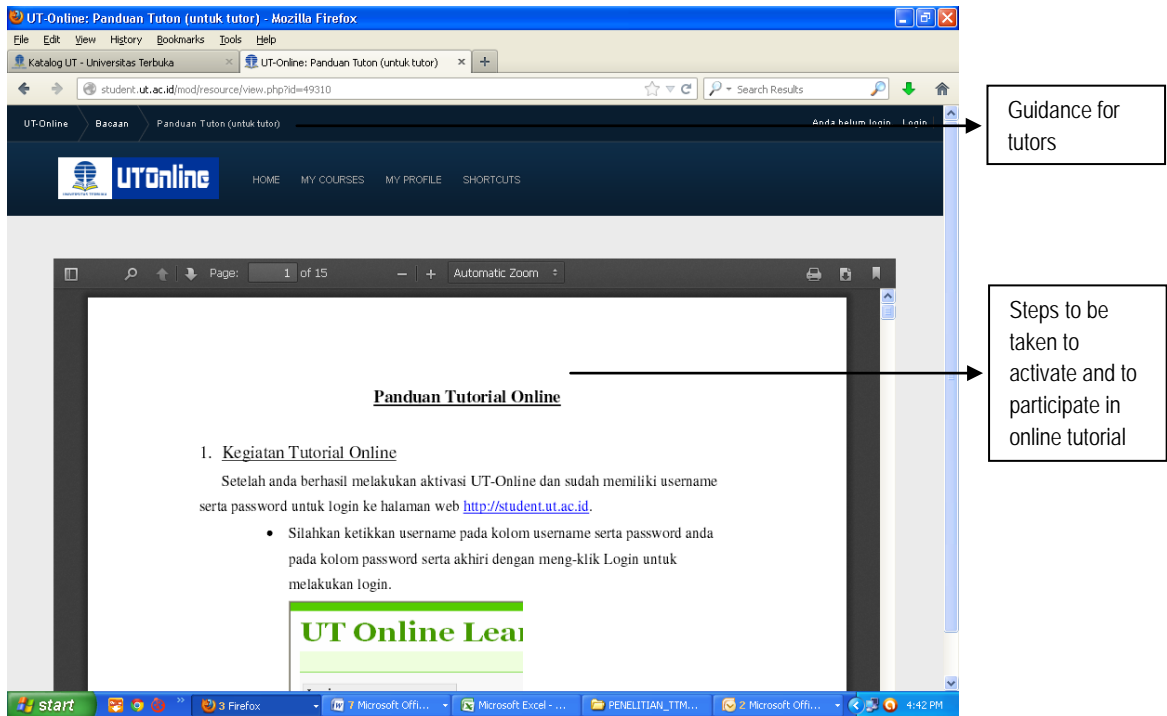 UT-Online: Panduan Tuton (untuk tutor) - Mozilla Firefox
File Edit View History Bookmarks Tools Help
Katalog UT - Universitas Terbuka
UT-Online: Panduan Tuton (untuk tutor)
student.ut.ac.id/mod/resource/view.php?id=49310
Search Results
UT-Online Bacaan Panduan Tuton (untuk tutor)
Anda belum login Login
UTOnline
HOME MY COURSES MY PROFILE SHORTCUTS
Page: 1 of 15
Automatic Zoom
Panduan Tutorial Online
1. Kegiatan Tutorial Online
Setelah anda berhasil melakukan aktivasi UT-Online dan sudah memiliki username
serta password untuk login ke halaman web http://student.ut.ac.id.
• Silahkan ketikkan username pada kolom username serta password anda
pada kolom password serta akhiri dengan meng-klik Login untuk
melakukan login.
UT Online Lear
start
3 Firefox
7 Microsoft Offi...
Microsoft Excel - ...
PENELITIAN_TTM...
2 Microsoft Offi...
4:42 PM
Guidance for
tutors
Steps to be
taken to
activate and to
participate in
online tutorial